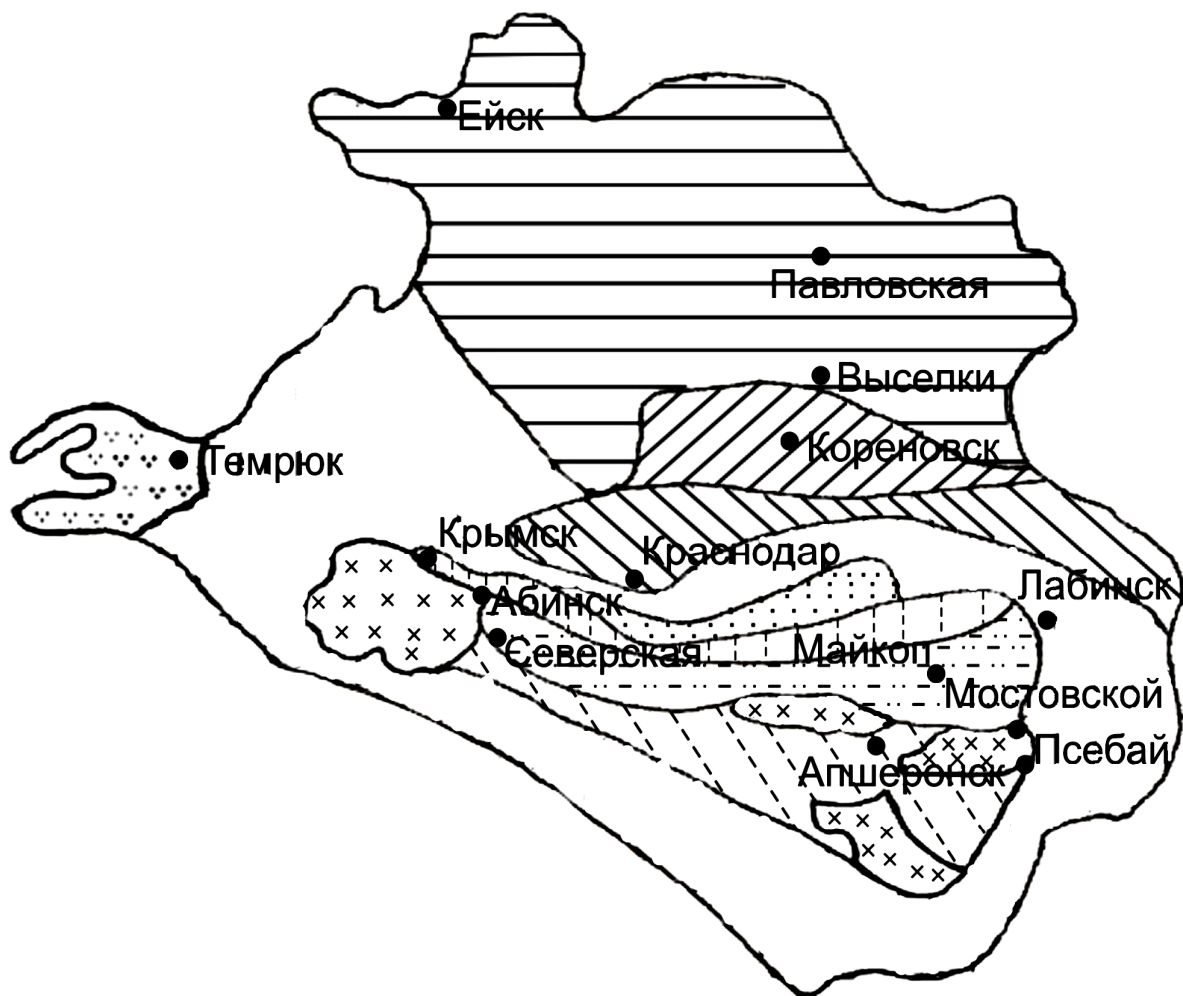 Ейск
Павловская
Выселки
Кореновск
Темрюк
Крымск
Краснодар
Лабинск
Абинск
Северская
Майкоп
Мостовской
Псебай
Апшеронск